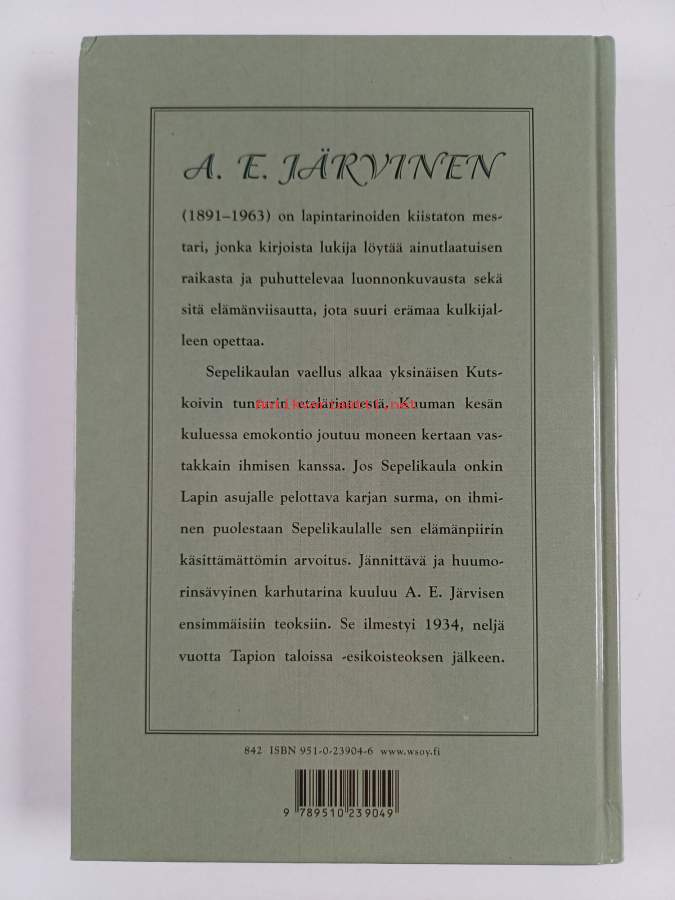 A. E. JÄRVINEN
(1891–1963) on lapintarinoiden kiistaton mes-
tari, jonka kirjoista lukija löytää ainutlaatuisen
raikasta ja puhuttelevaa luonnonkuvausta sekä
sitä elämänviisautta, jota suuri erämaa kulkijal-
leen opettaa.
Sepelikaulan vaellus alkaa yksinäisen Kuts-
koivin tunturin etelärinteestä. Kuuman kesän
kuluessa emokontio joutuu moneen kertaan vas-
takkain ihmisen kanssa. Jos Sepelikaula onkin
Lapin asujalle pelottava karjan surma, on ihmi-
nen puolestaan Sepelikaulalle sen elämänpiirin
käsittämättömin arvoitus. Jännittävä ja huumo-
rinsävyinen karhutarina kuuluu A. E. Järvisen
ensimmäisiin teoksiin. Se ilmestyi 1934, neljä
vuotta Tapion taloissa -esikoisteoksen jälkeen.
842 ISBN 951-0-23904-6 www.wsoy.fi
9 789510 239049